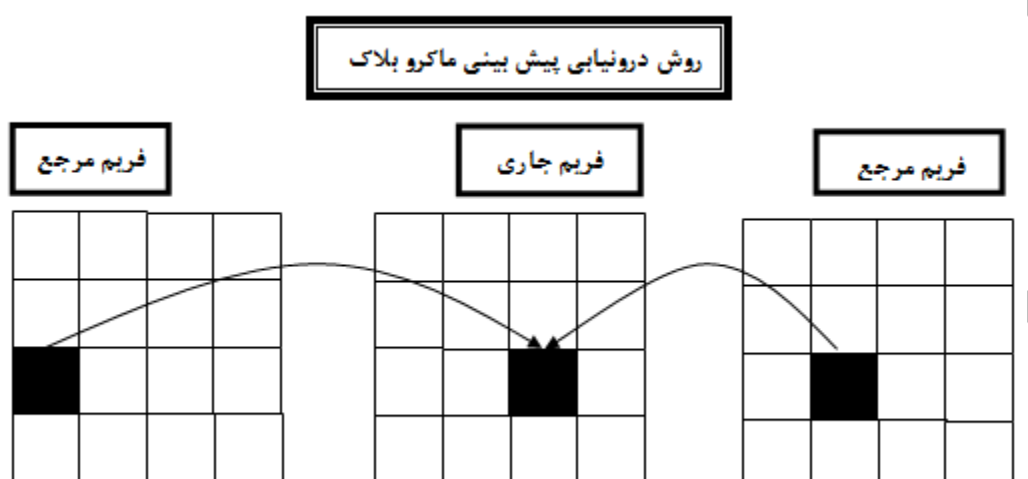 روش درونیابی پیش بینی ماکرو بلاک
فریم مرجع
فریم جاری
فریم مرجع